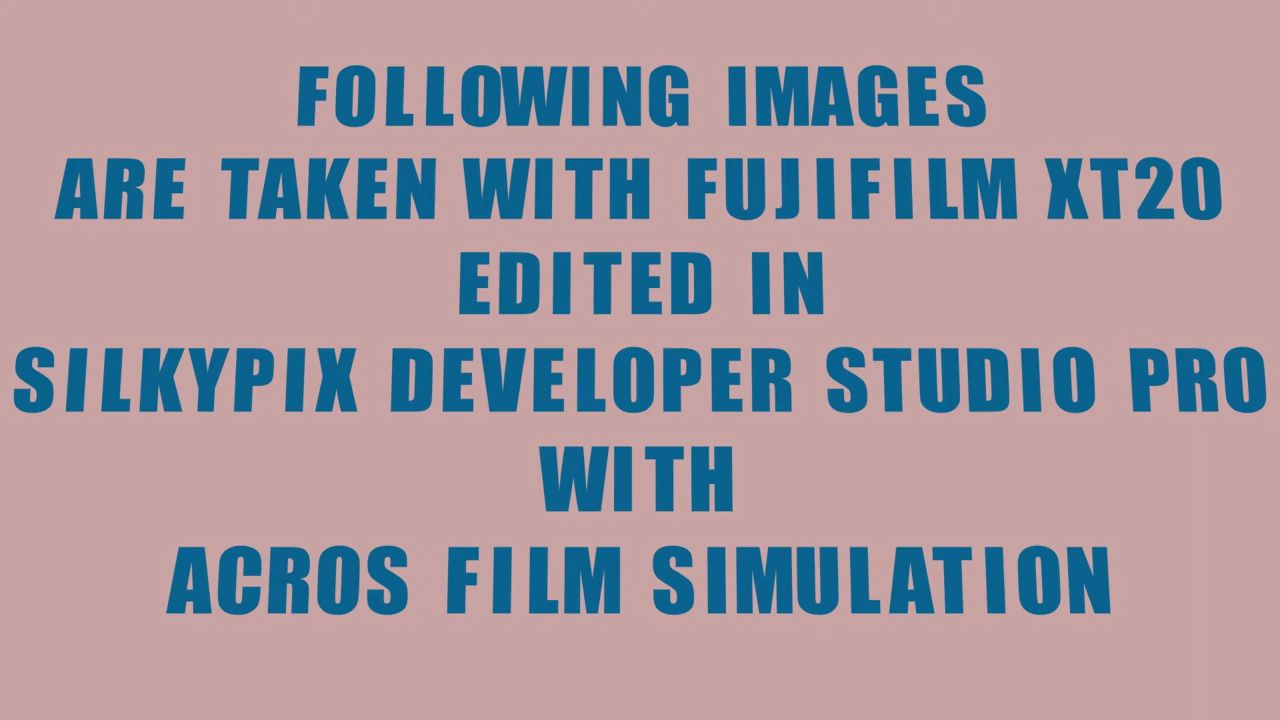 FOLLOWING IMAGES
ARE TAKEN WITH FUJIFILM XT20
EDITED IN
SILKYPIX DEVELOPER STUDIO PRO
WITH
ACROS FILM SIMULATION